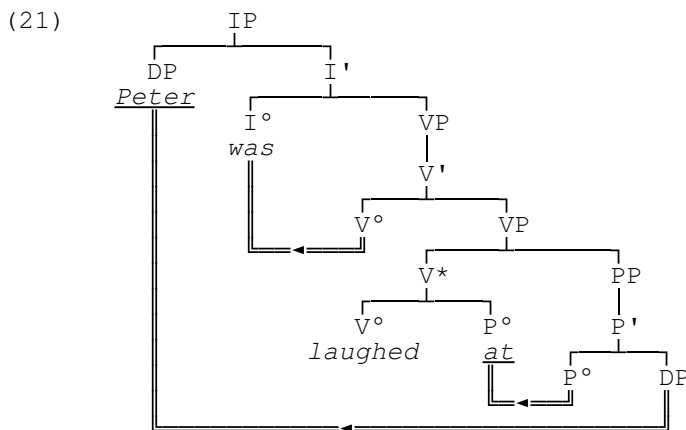 (21) IP
DP I'
Peter
I° VP
was
V'
V° VP
V* PP
V° P° P'
laughed at
P° DP